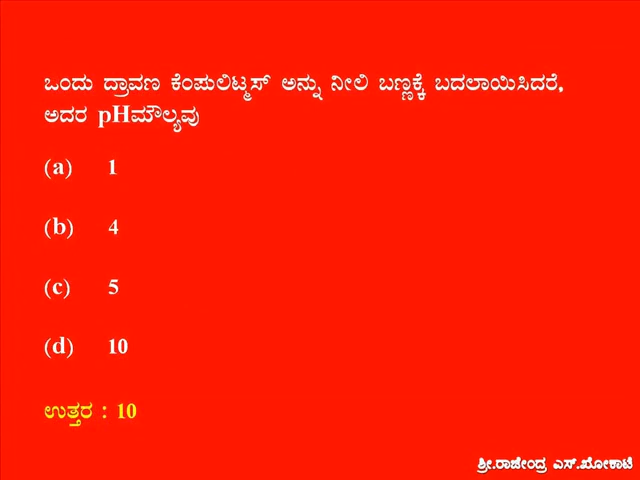 ಒಂದು ದ್ರಾವಣ ಕೆಂಪುಲಿಟ್ಮಸ್ ಅನ್ನು ನೀಲಿ ಬಣ್ಣಕ್ಕೆ ಬದಲಾಯಿಸಿದರೆ,
ಅದರ pHಮೌಲ್ಯವು
(a) 1
(b) 4
(c) 5
(d) 10
ಉತ್ತರ : 10
ಶ್ರೀ.ರಾಜೇಂದ್ರ ಎಸ್.ಖೋಕಾಟೆ